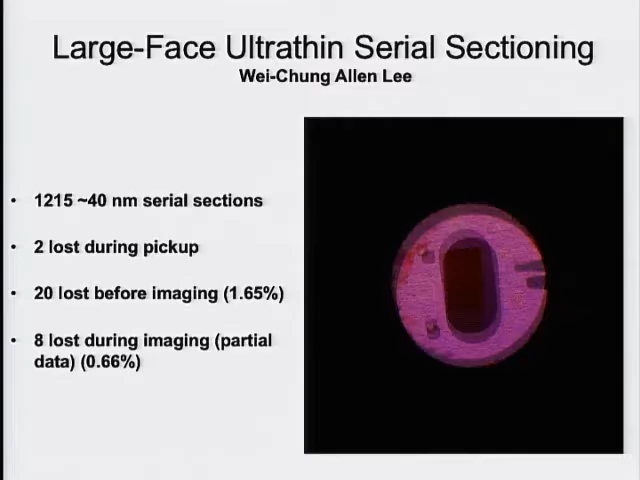 Large-Face Ultrathin Serial Sectioning
Wei-Chung Allen Lee
• 1215 ~40 nm serial sections
• 2 lost during pickup
• 20 lost before imaging (1.65%)
• 8 lost during imaging (partial
data) (0.66%)